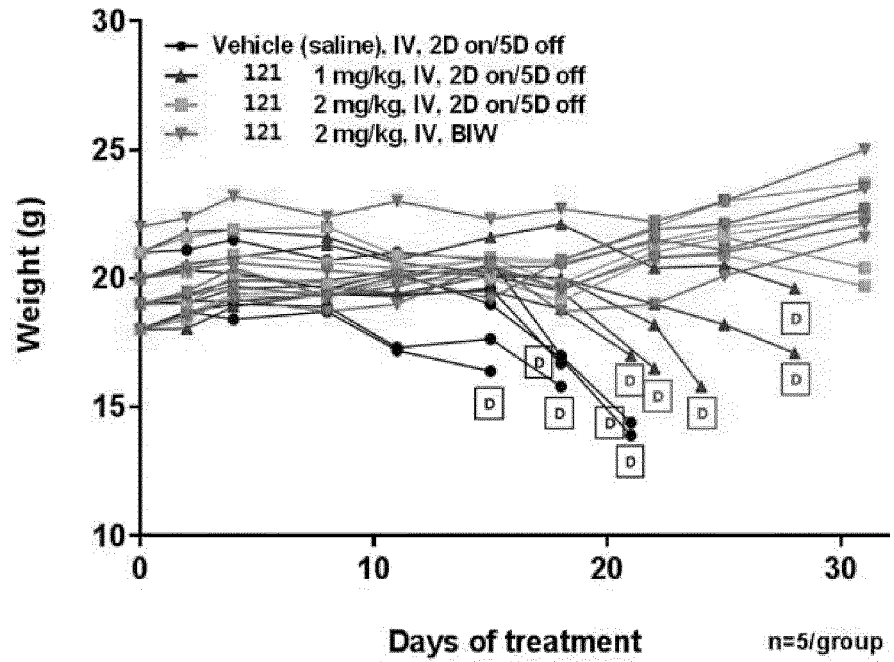 30
Vehicle (saline), IV, 2D on/5D off
121 1 mg/kg, IV, 2D on/5D off
121 2 mg/kg, IV, 2D on/5D off
121 2 mg/kg, IV, BIW
25
20
15
10
Weight (g)
D
D
D
D
D
D
D
D
D
D
0 10 20 30
Days of treatment
n=5/group